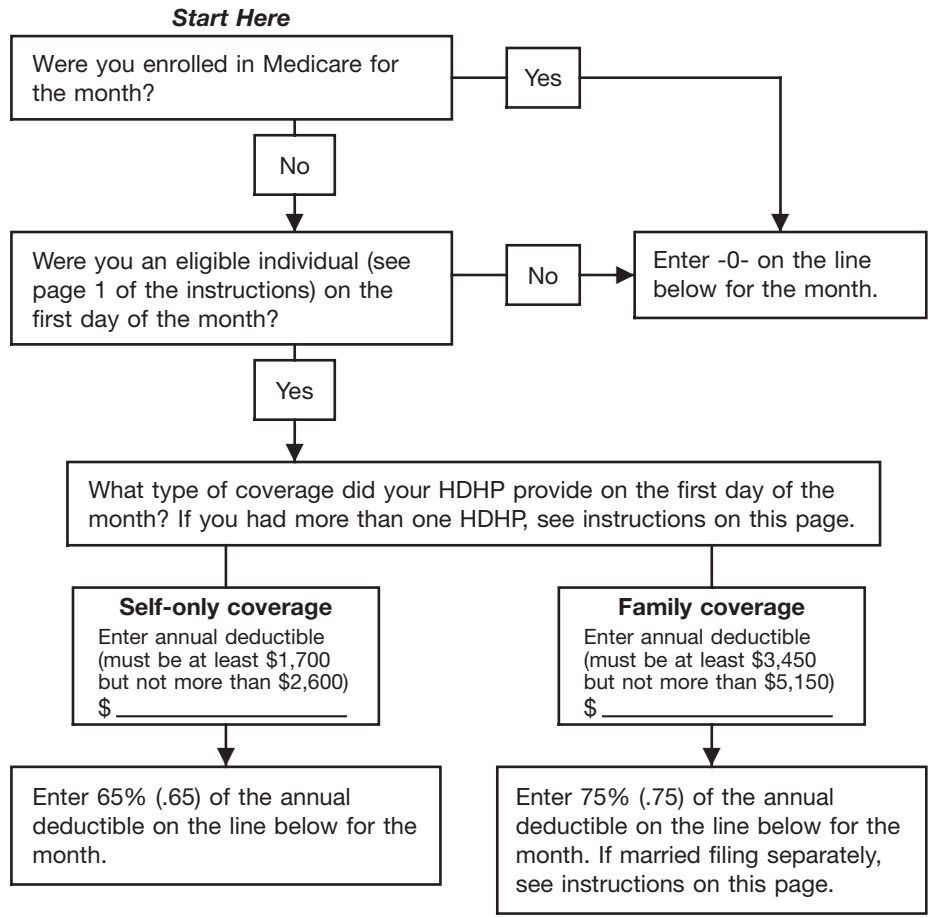 Start Here
Were you enrolled in Medicare for
the month?
Yes
No
Were you an eligible individual (see
page 1 of the instructions) on the
first day of the month?
No
Enter -0- on the line
below for the month.
Yes
What type of coverage did your HDHP provide on the first day of the
month? If you had more than one HDHP, see instructions on this page.
Self-only coverage
Enter annual deductible
(must be at least $1,700
but not more than $2,600)
$
Family coverage
Enter annual deductible
(must be at least $3,450
but not more than $5,150)
$
Enter 65% (.65) of the annual
deductible on the line below for the
month.
Enter 75% (.75) of the annual
deductible on the line below for the
month. If married filing separately,
see instructions on this page.